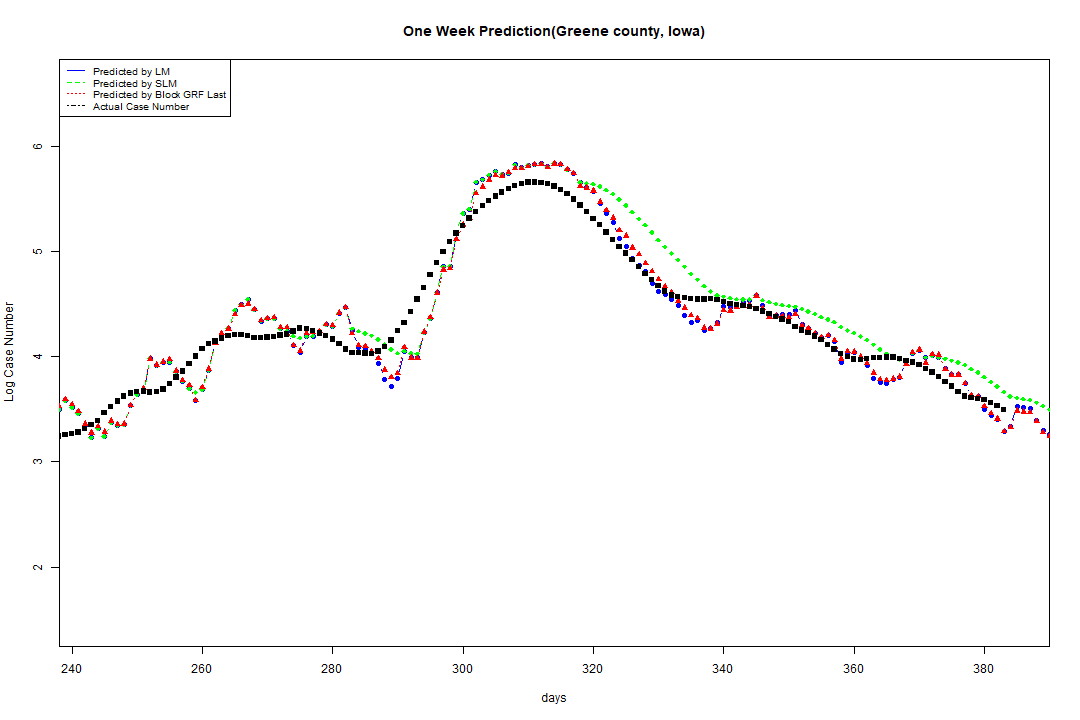 One Week Prediction(Greene county, Iowa)
Predicted by LM
Predicted by SLM
Predicted by Block GRF Last
Actual Case Number
Log Case Number
6
5
4
3
2
240 260 280 300 320 340 360 380
days